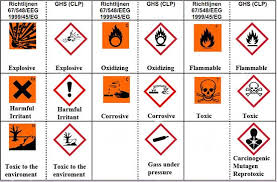 Richtlijnen GHS (CLP) Richtlijnen GHS (CLP) Richtlijnen GHS (CLP)
67/548/EEG 67/548/EEG 67/548/EEG
1999/45/EG 1999/45/EG 1999/45/EG
Explosive Explosive Oxidizing Oxidizing Flammable Flammable
Harmful Harmful Corrosive Corrosive Toxic Toxic
Irritant Irritant
Toxic to the Toxic to the Gass under Carcinogenic
enviroment enviroment pressure Mutagen
Reprotoxic